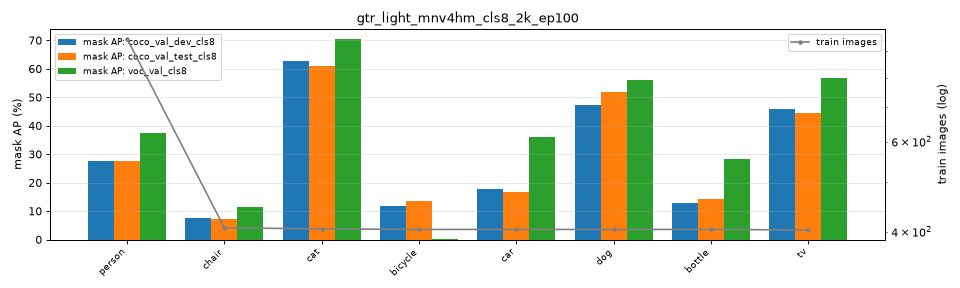 gtr_light_mnv4hm_cls8_2k_ep100
mask AP: coco_val_dev_cls8
mask AP: coco_val_test_cls8
mask AP: voc_val_cls8
train images
mask AP (%)
70
60
50
40
30
20
10
0
6 × 10²
4 × 10²
train images (log)
person
chair
cat
bicycle
car
dog
bottle
tv